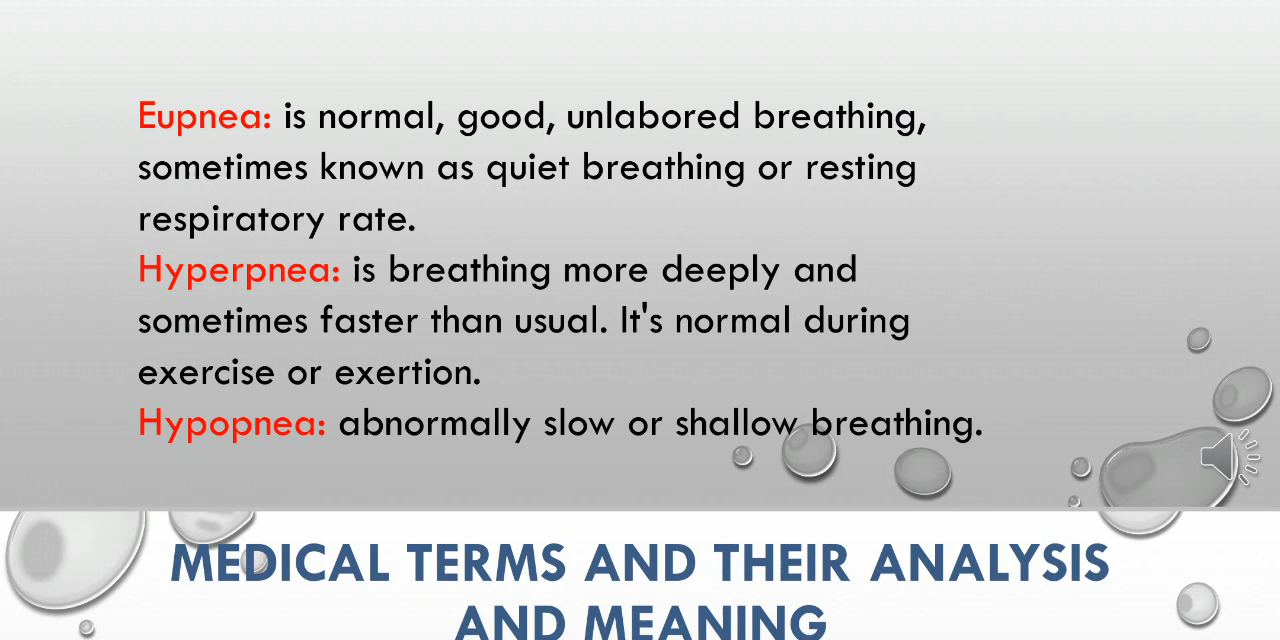 Eupnea: is normal, good, unlabored breathing,
sometimes known as quiet breathing or resting
respiratory rate.
Hyperpnea: is breathing more deeply and
sometimes faster than usual. It's normal during
exercise or exertion.
Hypopnea: abnormally slow or shallow breathing.
MEDICAL TERMS AND THEIR ANALYSIS
AND MEANING